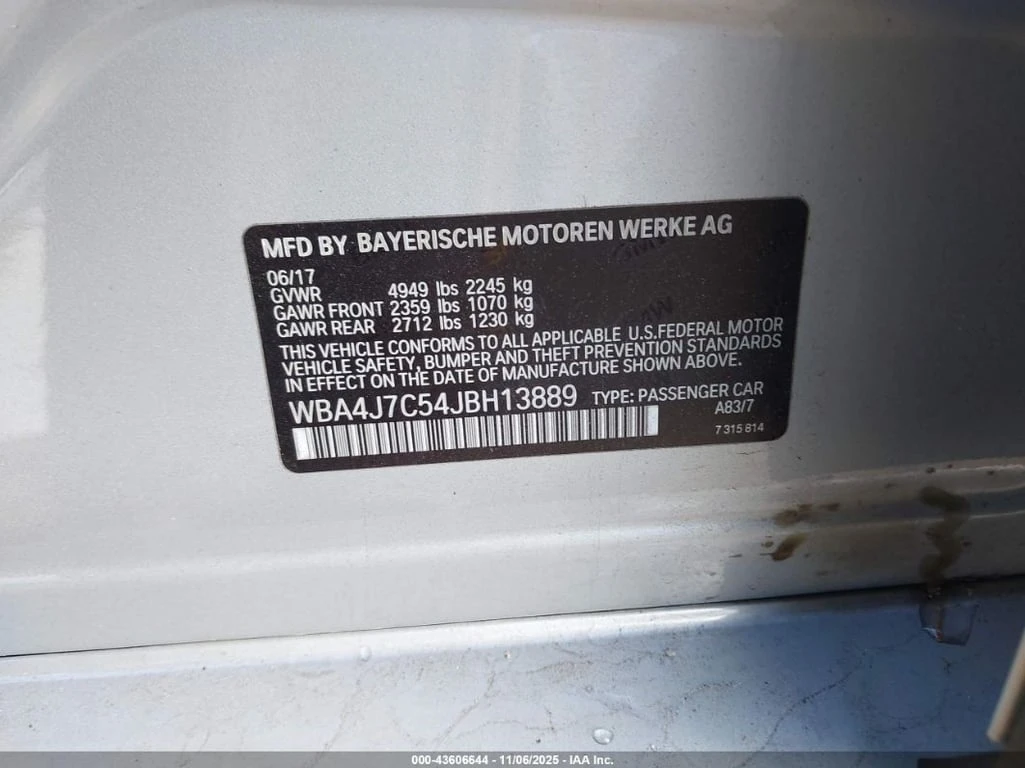 MFD BY BAYERISCHE MOTOREN WERKE AG
06/17
GVWR 4949 lbs 2245 kg
GAWR FRONT 2359 lbs 1070 kg
GAWR REAR 2712 lbs 1230 kg
THIS VEHICLE CONFORMS TO ALL APPLICABLE U.S.FEDERAL MOTOR
VEHICLE SAFETY, BUMPER AND THEFT PREVENTION STANDARDS
IN EFFECT ON THE DATE OF MANUFACTURE SHOWN ABOVE.
WBA4J7C54JBH13889 TYPE: PASSENGER CAR
A83/7
7 315 814
000-43606644 | 11/06/2025 - IAA Inc.